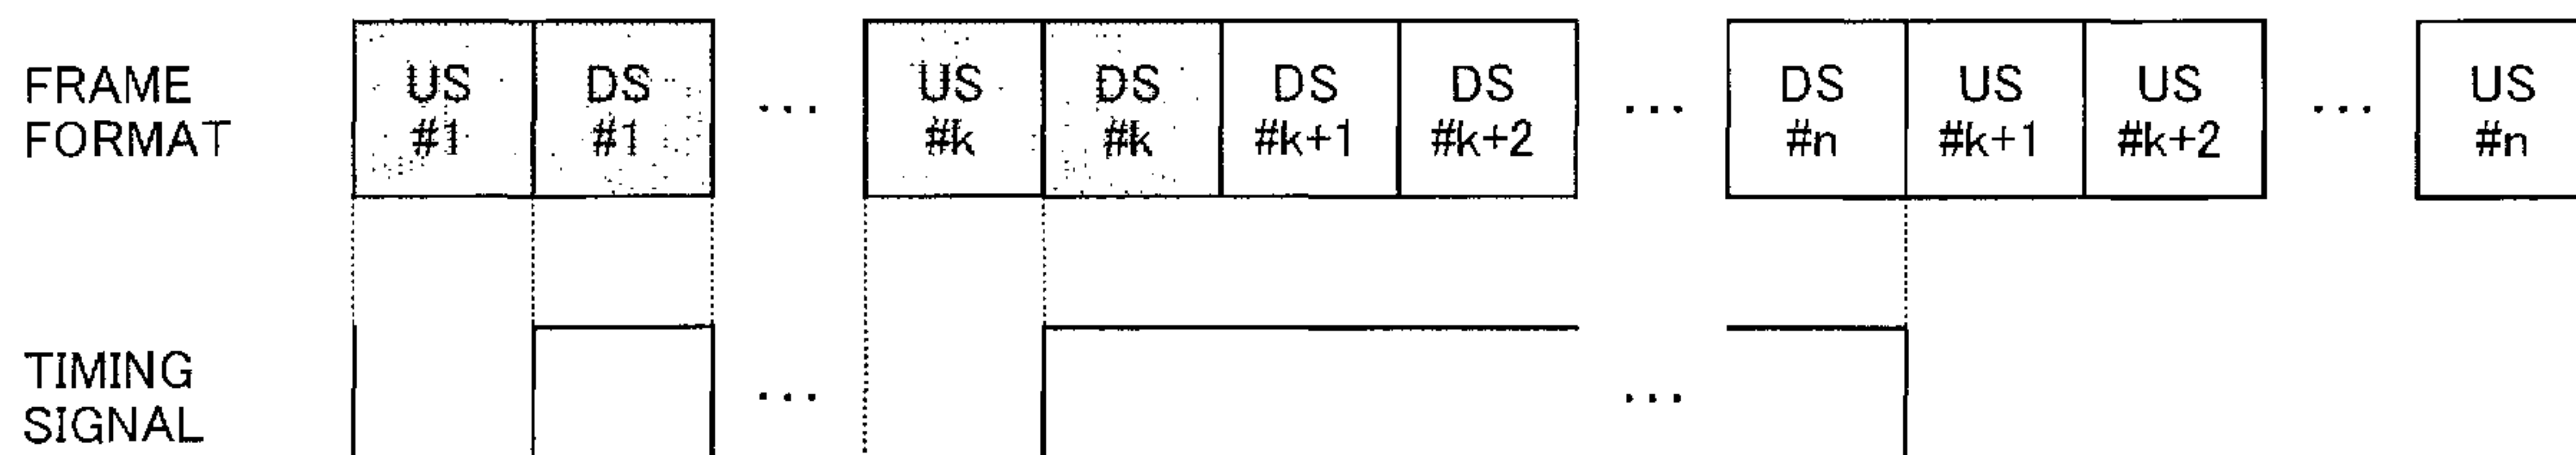 FRAME
FORMAT
US
#1
DS
#1
...
US
#k
DS
#k
DS
#k+1
DS
#k+2
...
DS
#n
US
#k+1
US
#k+2
...
US
#n
TIMING
SIGNAL
...
...